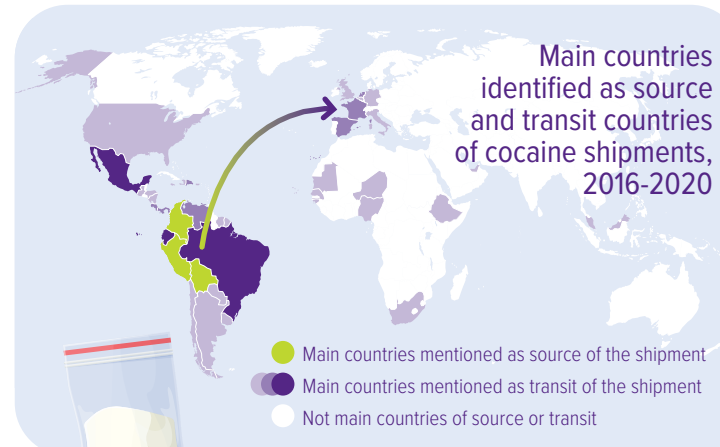 Main countries
identified as source
and transit countries
of cocaine shipments,
2016-2020
Main countries mentioned as source of the shipment
Main countries mentioned as transit of the shipment
Not main countries of source or transit